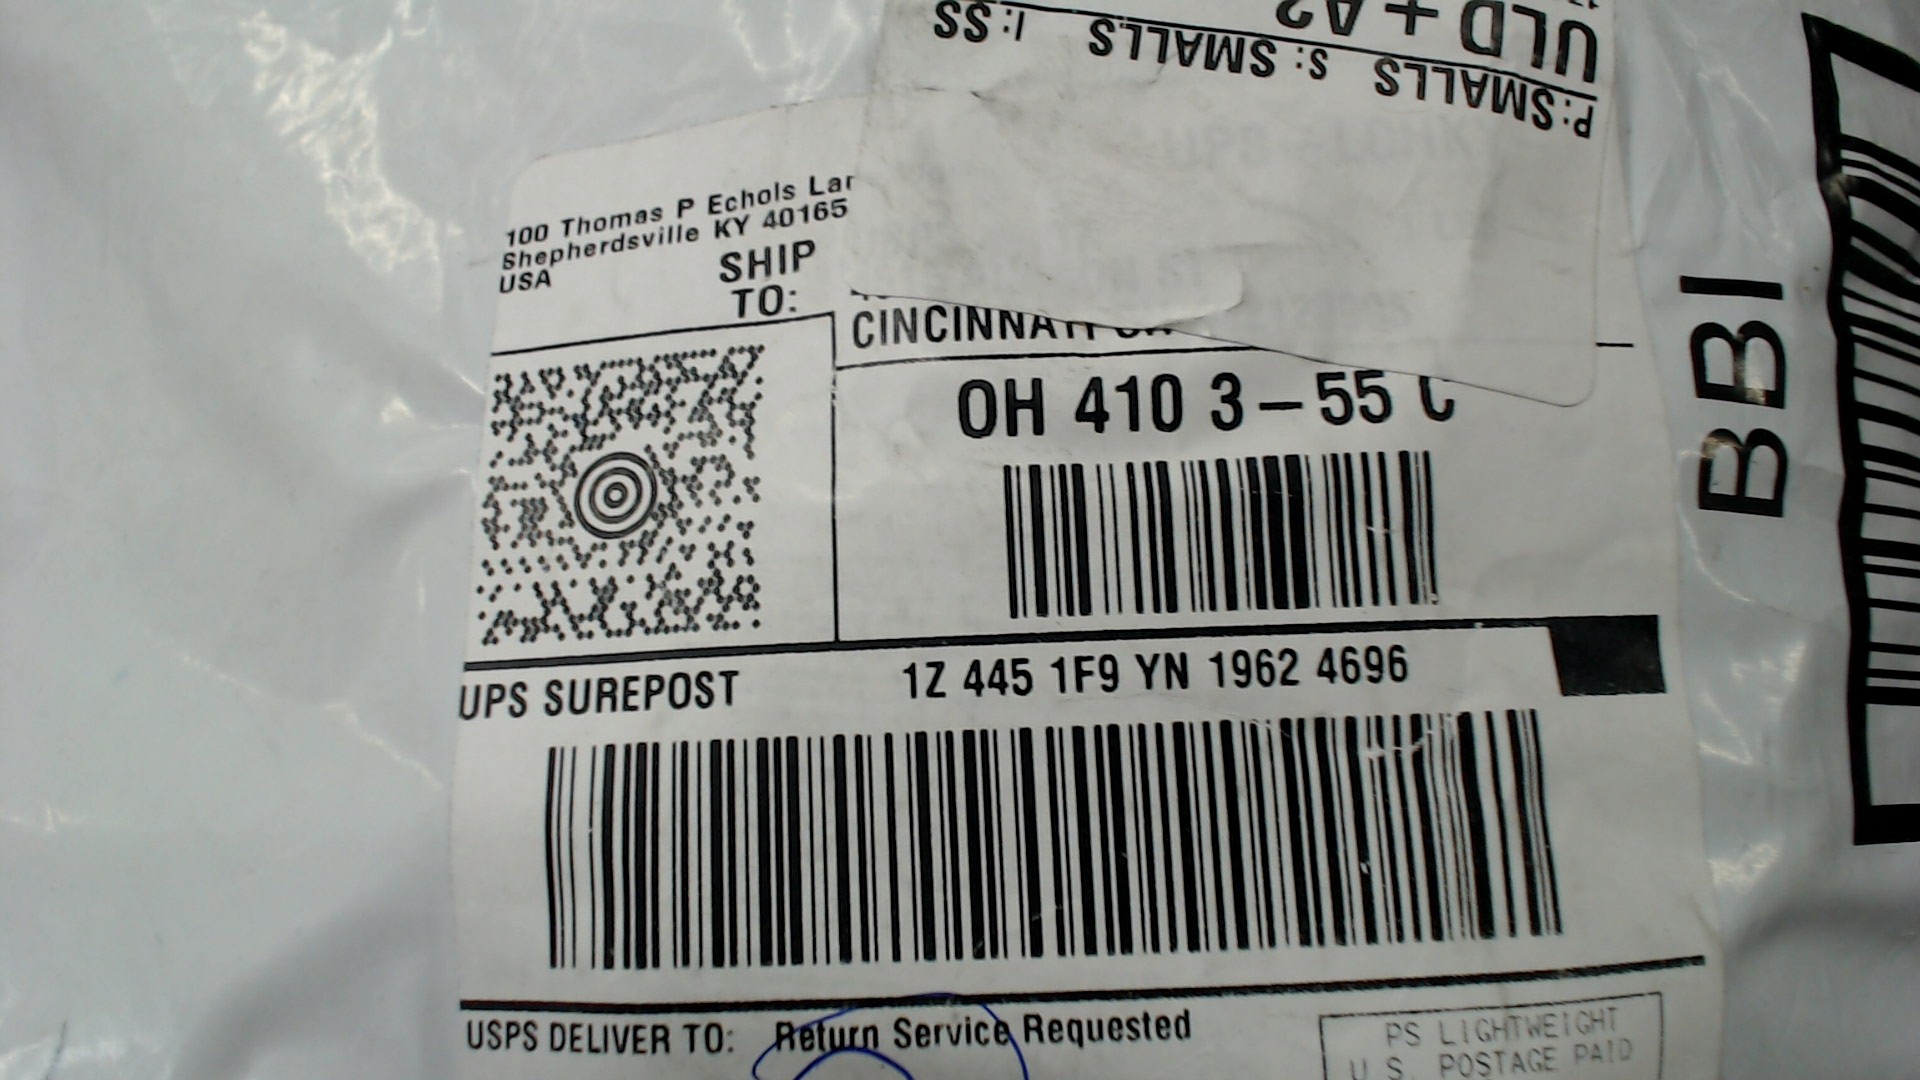 ULD + A2
P:SMALLS S: SMALLS I: SS
100 Thomas P Echols
Shepherdsville KY 40165
USA
SHIP
TO:
CINCINNATI
OH 410 3-55
UPS SUREPOST
1Z 445 1F9 YN 1962 4696
USPS DELIVER TO: Return Service Requested
PS LIGHTWEIGHT
U.S. POSTAGE PAID
BBI